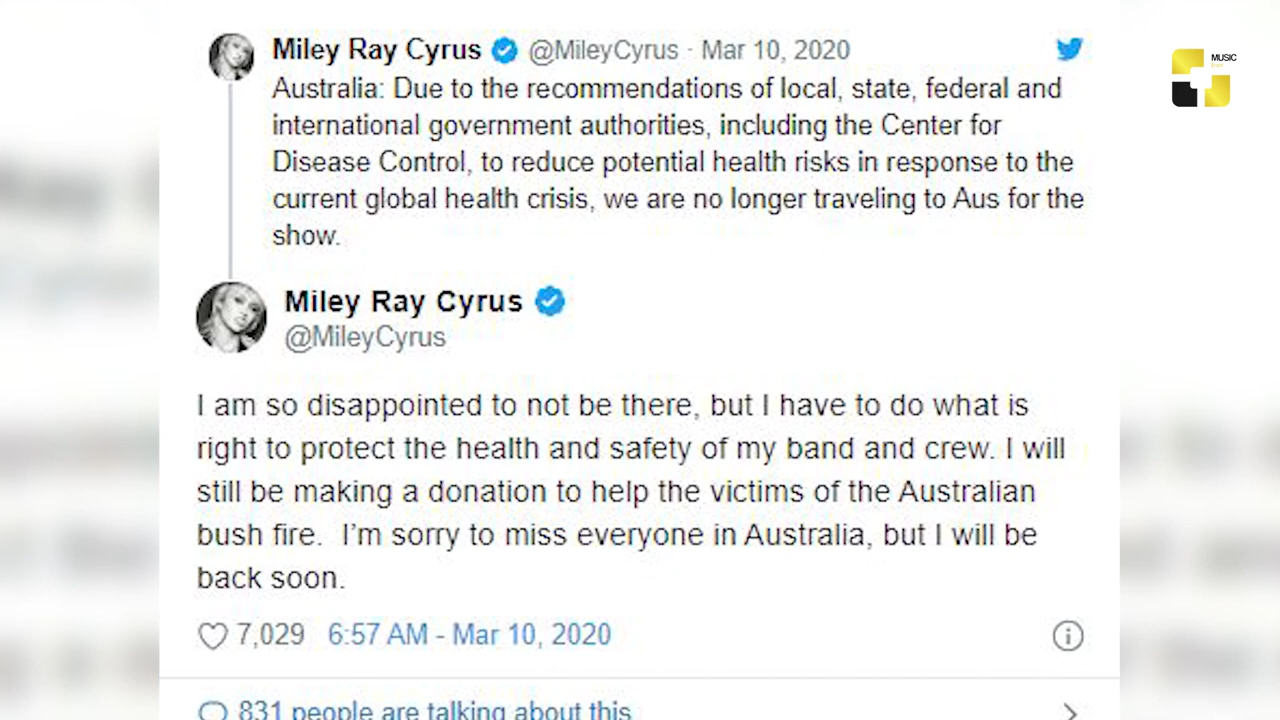 Miley Ray Cyrus @MileyCyrus · Mar 10, 2020
MUSIC
Australia: Due to the recommendations of local, state, federal and
international government authorities, including the Center for
Disease Control, to reduce potential health risks in response to the
current global health crisis, we are no longer traveling to Aus for the
show.
Miley Ray Cyrus
@MileyCyrus
I am so disappointed to not be there, but I have to do what is
right to protect the health and safety of my band and crew. I will
still be making a donation to help the victims of the Australian
bush fire.  I’m sorry to miss everyone in Australia, but I will be
back soon.
7,029 6:57 AM - Mar 10, 2020
831 people are talking about this